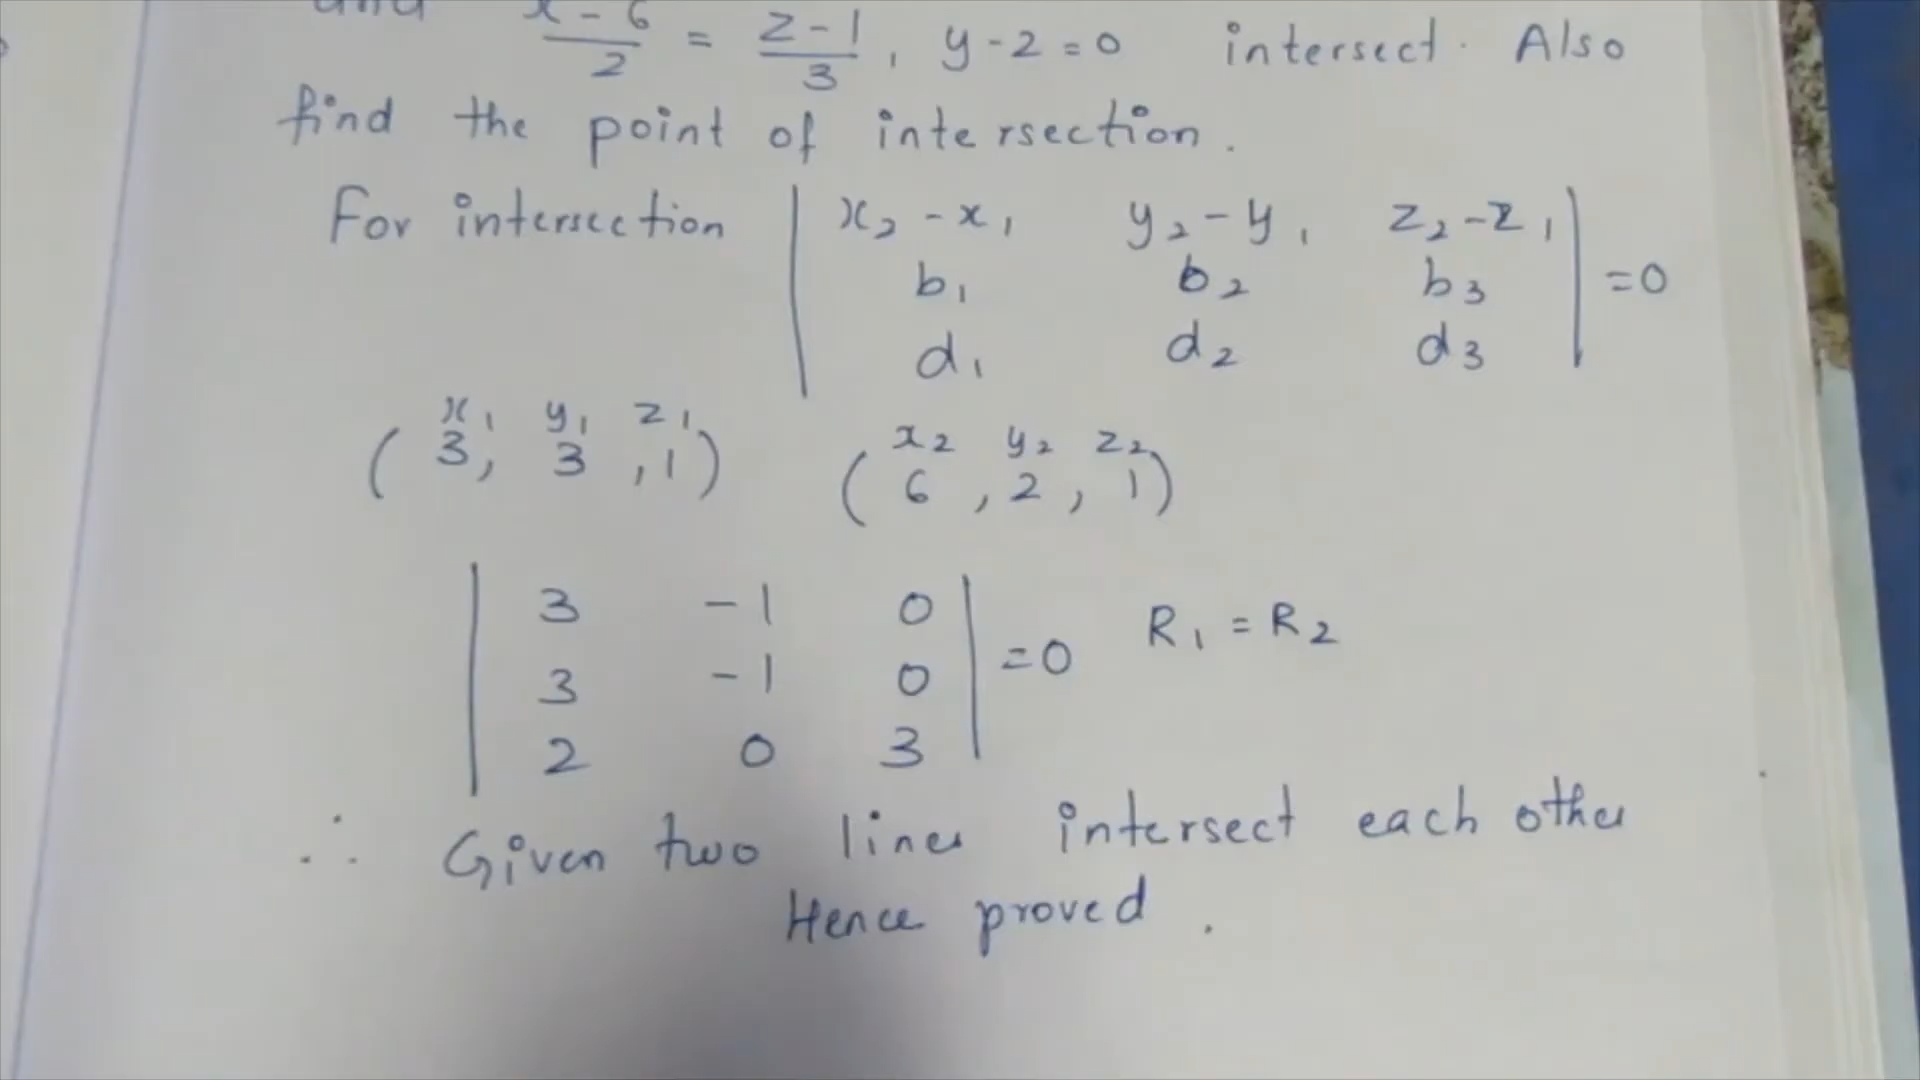 and x - 6 / 2 = z - 1 / 3 , y - 2 = 0 intersect. Also
find the point of intersection.
For intersection | x₂ - x₁ y₂ - y₁ z₂ - z₁ |
| b₁ b₂ b₃ | = 0
| d₁ d₂ d₃ |
x₁ y₁ z₁
( 3, 3 , 1 )
x₂ y₂ z₂
( 6 , 2 , 1 )
| 3 -1 0 |
| 3 -1 0 | = 0 R₁ = R₂
| 2 0 3 |
∴ Given two lines intersect each other
Hence proved .